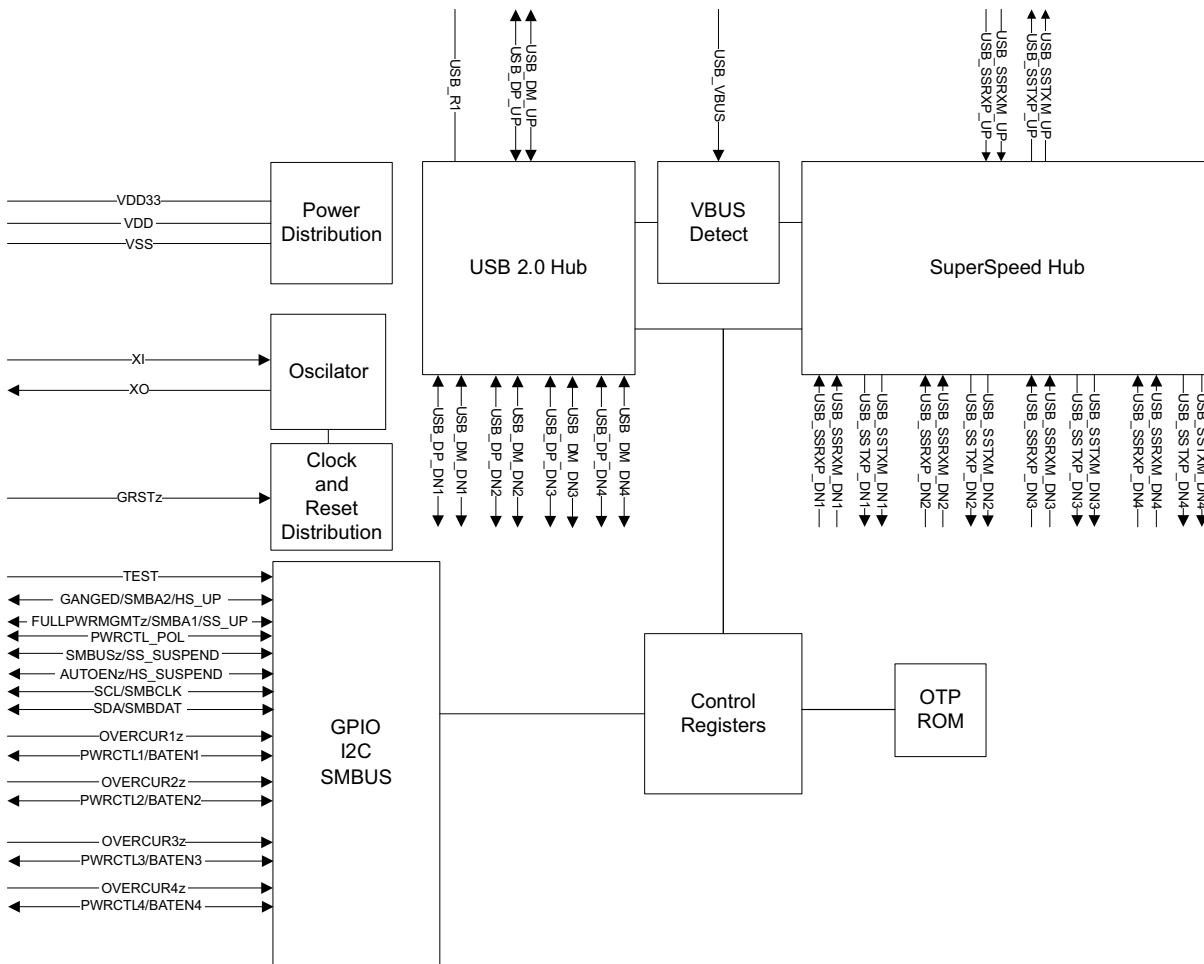 USB_R1
USB_DP_UP
USB_DM_UP
USB_VBUS
USB_SSRXP_UP
USB_SSRXM_UP
USB_SSTXP_UP
USB_SSTXM_UP
VDD33
VDD
VSS
Power
Distribution
USB 2.0 Hub
VBUS
Detect
SuperSpeed Hub
XI
XO
Oscilator
GRSTz
Clock
and
Reset
Distribution
USB_DP_DN1
USB_DM_DN1
USB_DP_DN2
USB_DM_DN2
USB_DP_DN3
USB_DM_DN3
USB_DP_DN4
USB_DM_DN4
USB_SSRXP_DN1
USB_SSRXM_DN1
USB_SSTXP_DN1
USB_SSTXM_DN1
USB_SSRXP_DN2
USB_SSRXM_DN2
USB_SSTXP_DN2
USB_SSTXM_DN2
USB_SSRXP_DN3
USB_SSRXM_DN3
USB_SSTXP_DN3
USB_SSTXM_DN3
USB_SSRXP_DN4
USB_SSRXM_DN4
USB_SSTXP_DN4
USB_SSTXM_DN4
TEST
GANGED/SMBA2/HS_UP
FULLPWRMGMTz/SMBA1/SS_UP
PWRCTL_POL
SMBUSz/SS_SUSPEND
AUTOENz/HS_SUSPEND
SCL/SMBCLK
SDA/SMBDAT
OVERCUR1z
PWRCTL1/BATEN1
OVERCUR2z
PWRCTL2/BATEN2
OVERCUR3z
PWRCTL3/BATEN3
OVERCUR4z
PWRCTL4/BATEN4
GPIO
I2C
SMBUS
Control
Registers
OTP
ROM